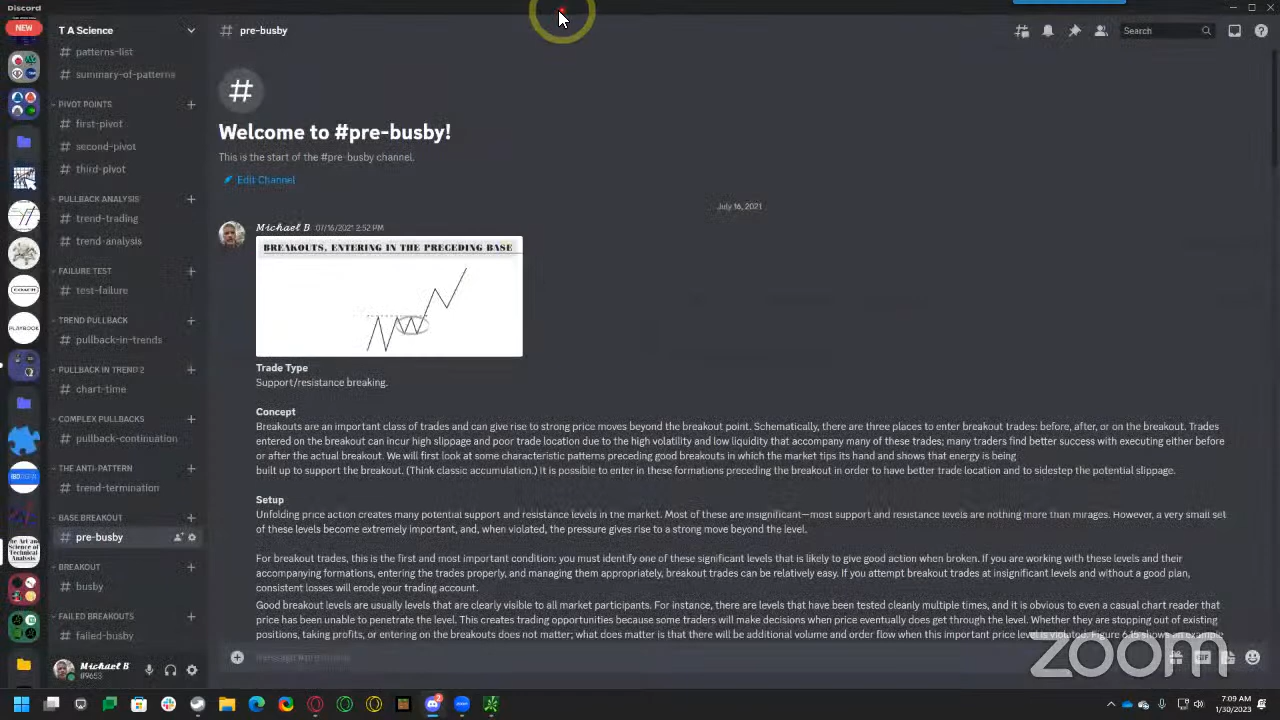 Discord
NEW
T A Science
pre-busby
Search
patterns-list
summary_of_patterns
PIVOT POINTS
first-pivot
second-pivot
third-pivot
PULLBACK ANALYSIS
trend-trading
trend-analysis
FAILURE TEST
test-failure
TREND PULLBACK
pullback-in-trends
PULLBACK IN TREND 2
chart-time
COMPLEX PULLBACKS
pullback-continuation
THE ANTI-PATTERN
trend-termination
BASE BREAKOUT
pre-busby
BREAKOUT
busby
FAILED BREAKOUTS
failed-busby
PLAYBOOK
Michael B
#9653
Welcome to #pre-busby!
This is the start of the #pre-busby channel.
Edit Channel
July 16, 2021
Michael B 07/16/2021 2:52 PM
BREAKOUTS, ENTERING IN THE PRECEDING BASE
Trade Type
Support/resistance breaking.
Concept
Breakouts are an important class of trades and can give rise to strong price moves beyond the breakout point. Schematically, there are three places to enter breakout trades: before, after, or on the breakout. Trades
entered on the breakout can incur high slippage and poor trade location due to the high volatility and low liquidity that accompany many of these trades; many traders find better success with executing either before
or after the actual breakout. We will first look at some characteristic patterns preceding good breakouts in which the market tips its hand and shows that energy is being
built up to support the breakout. (Think classic accumulation.) It is possible to enter in these formations preceding the breakout in order to have better trade location and to sidestep the potential slippage.
Setup
Unfolding price action creates many potential support and resistance levels in the market. Most of these are insignificant—most support and resistance levels are nothing more than mirages. However, a very small set
of these levels become extremely important, and, when violated, the pressure gives rise to a strong move beyond the level.
For breakout trades, this is the first and most important condition: you must identify one of these significant levels that is likely to give good action when broken. If you are working with these levels and their
accompanying formations, entering the trades properly, and managing them appropriately, breakout trades can be relatively easy. If you attempt breakout trades at insignificant levels and without a good plan,
consistent losses will erode your trading account.
Good breakout levels are usually levels that are clearly visible to all market participants. For instance, there are levels that have been tested cleanly multiple times, and it is obvious to even a casual chart reader that
price has been unable to penetrate the level. This creates trading opportunities because some traders will make decisions when price eventually does get through the level. Whether they are stopping out of existing
positions, taking profits, or entering on the breakouts does not matter; what does matter is that there will be additional volume and order flow when this important price level is violated. Figure 6.15 shows an example
zoom
7:09 AM
1/30/2023